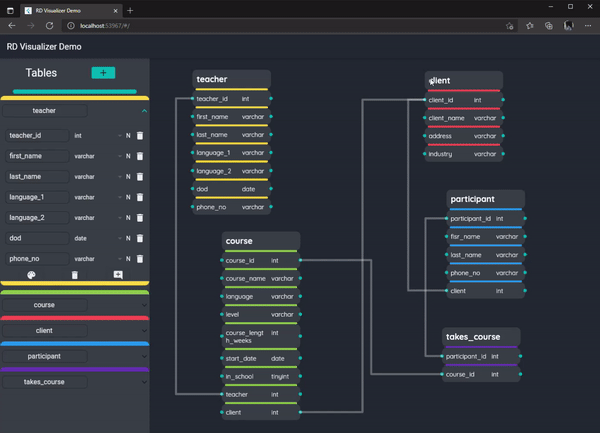 RD Visualizer Demo
localhost:53967/#/
RD Visualizer Demo
Tables
+
teacher
teacher_id int N
first_name varchar N
last_name varchar N
language_1 varchar N
language_2 varchar N
dod date N
phone_no varchar N
course
client
participant
takes_course
teacher
teacher_id int
first_name varchar
last_name varchar
language_1 varchar
language_2 varchar
dod date
phone_no varchar
course
course_id int
course_name varchar
language varchar
level varchar
course_lengt int
h_weeks
start_date date
in_school tinyint
teacher int
client int
client
client_id int
client_name varchar
address varchar
industry varchar
participant
participant_id int
fisr_name varchar
last_name varchar
phone_no varchar
client int
takes_course
participant_id int
course_id int